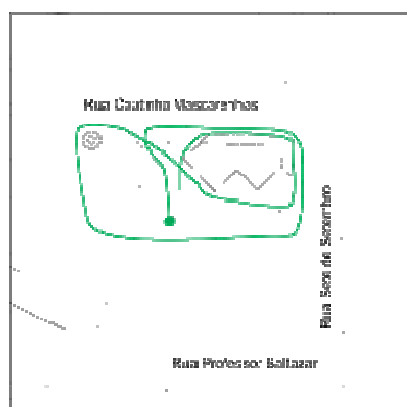 Rua Coutinho Mascarenhas
Rua Sete de Setembro
Rua Professor Baltazar